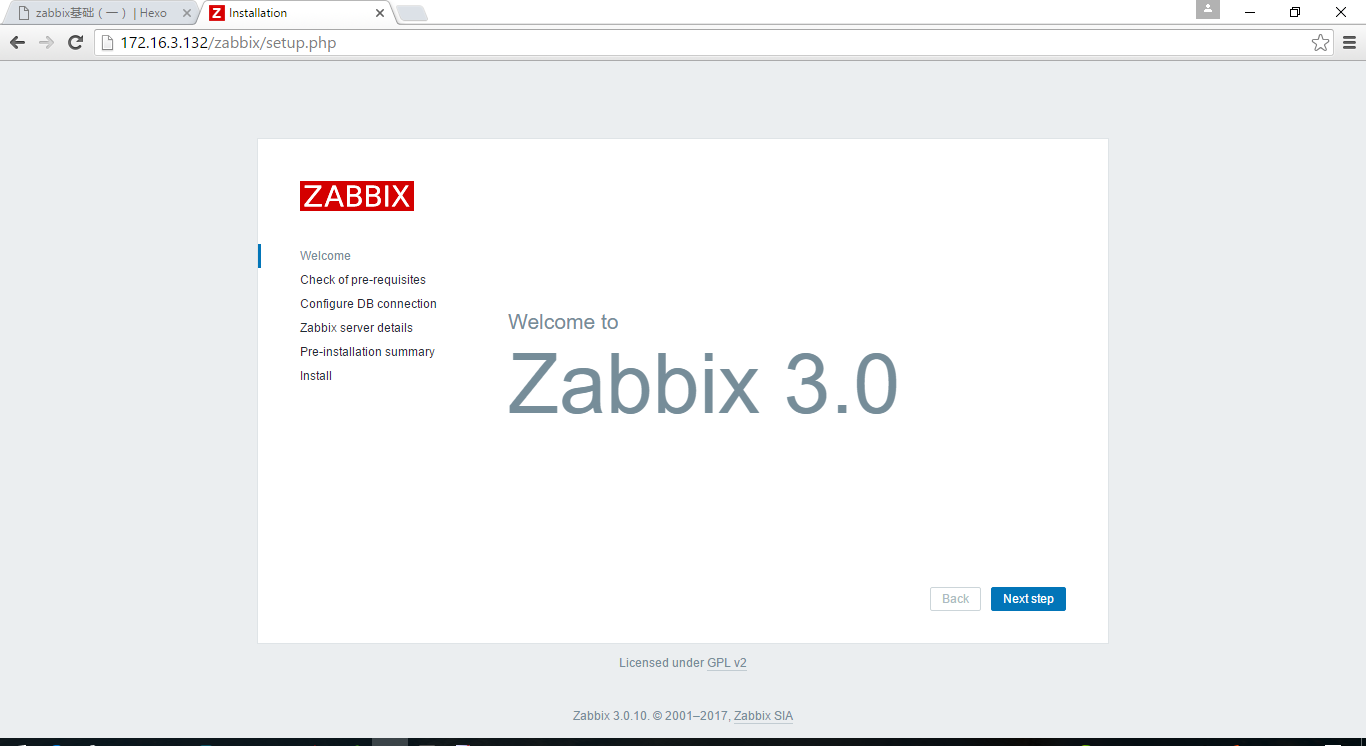 zabbix基础（一） | Hexo
Installation
172.16.3.132/zabbix/setup.php
ZABBIX
Welcome
Check of pre-requisites
Configure DB connection
Zabbix server details
Pre-installation summary
Install
Welcome to
Zabbix 3.0
Back
Next step
Licensed under GPL v2
Zabbix 3.0.10. © 2001–2017, Zabbix SIA